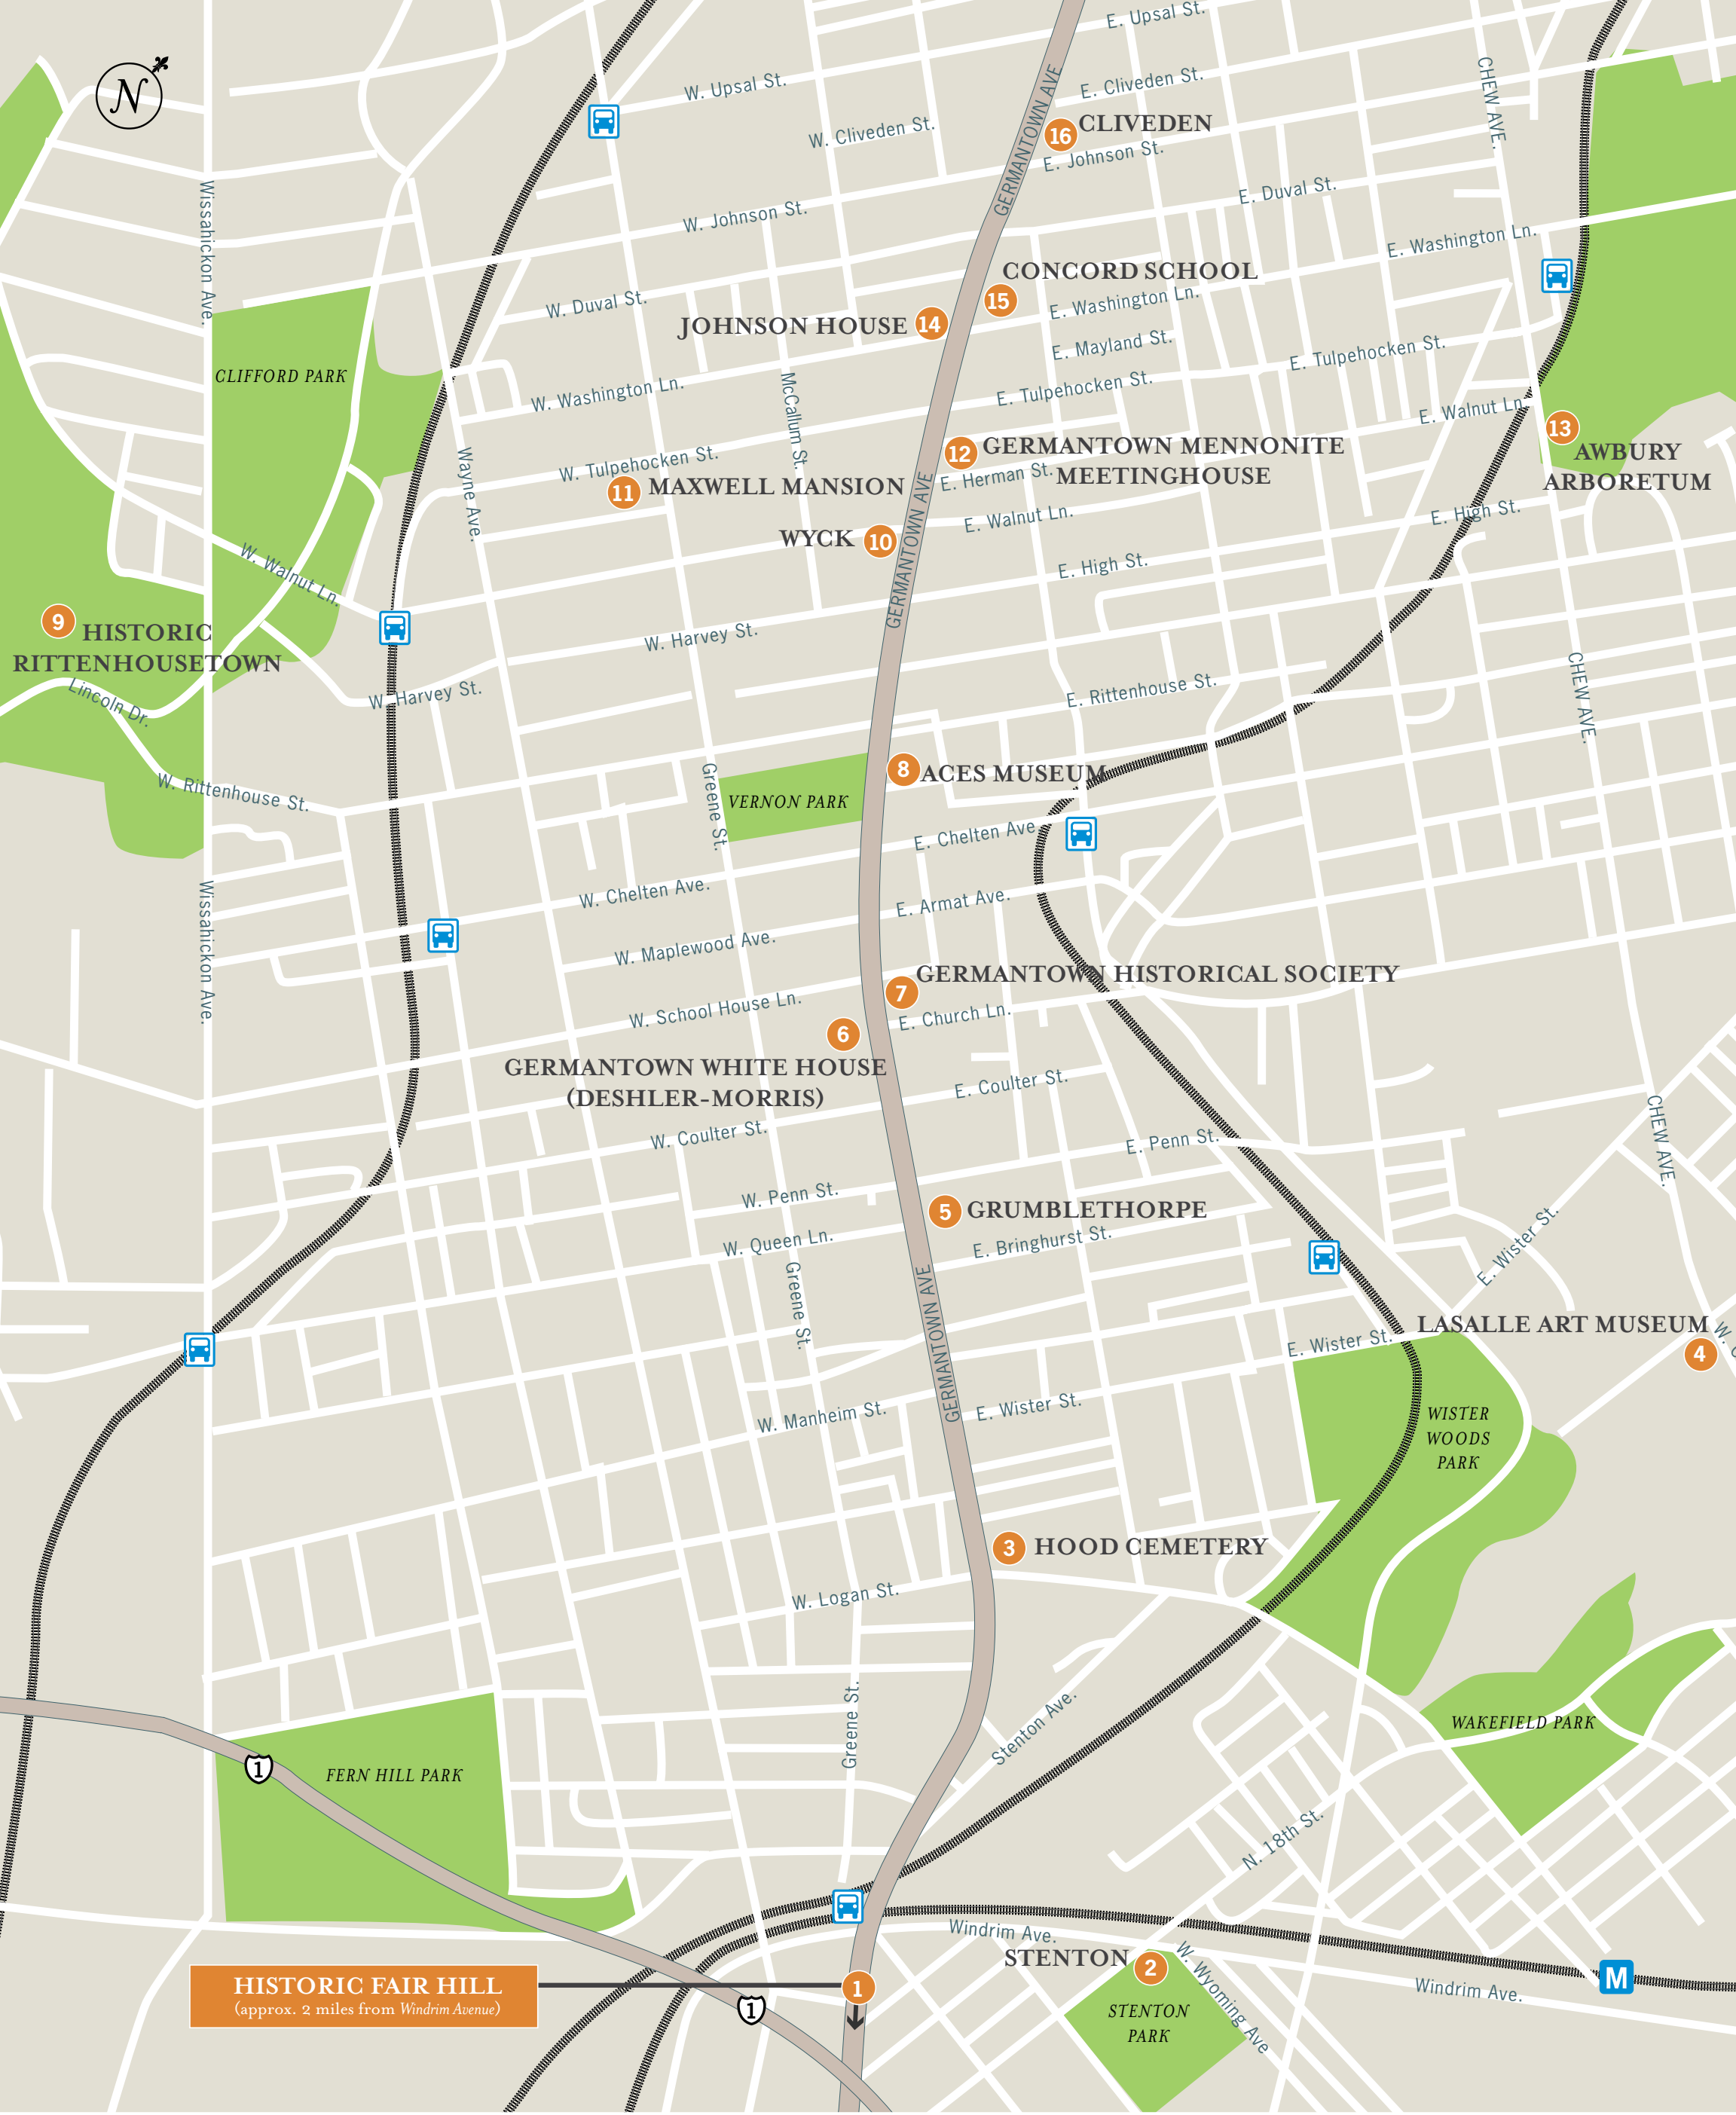 E. Upsal St.
N
W. Upsal St.
E. Cliveden St.
CHEW AVE.
GERMANTOWN AVE
16
CLIVEDEN
W. Cliveden St.
E. Johnson St.
Wissahickon Ave.
E. Duval St.
W. Johnson St.
E. Washington Ln.
CONCORD SCHOOL
15
E. Washington Ln.
W. Duval St.
JOHNSON HOUSE
14
E. Mayland St.
E. Tulpehocken St.
CLIFFORD PARK
McCallum St.
W. Washington Ln.
E. Tulpehocken St.
E. Walnut Ln.
13
AWBURY
ARBORETUM
12
GERMANTOWN MENNONITE
MEETINGHOUSE
Wayne Ave.
W. Tulpehocken St.
E. Herman St.
11
MAXWELL MANSION
GERMANTOWN AVE
E. High St.
E. Walnut Ln.
WYCK
10
W. Walnut Ln.
E. High St.
9
HISTORIC
RITTENHOUSETOWN
W. Harvey St.
CHEW AVE.
Lincoln Dr.
W. Harvey St.
E. Rittenhouse St.
8
ACES MUSEUM
W. Rittenhouse St.
Greene St.
VERNON PARK
E. Chelten Ave.
W. Chelten Ave.
E. Armat Ave.
Wissahickon Ave.
W. Maplewood Ave.
GERMANTOWN HISTORICAL SOCIETY
7
W. School House Ln.
E. Church Ln.
6
GERMANTOWN WHITE HOUSE
(DESHLER-MORRIS)
E. Coulter St.
W. Coulter St.
E. Penn St.
CHEW AVE.
W. Penn St.
5
GRUMBLETHORPE
W. Queen Ln.
E. Bringhurst St.
E. Wister St.
Greene St.
GERMANTOWN AVE
LASALLE ART MUSEUM
4
E. Wister St.
W. Manheim St.
E. Wister St.
WISTER
WOODS
PARK
3
HOOD CEMETERY
W. Logan St.
Greene St.
Stenton Ave.
WAKEFIELD PARK
1
FERN HILL PARK
N. 18th St.
Windrim Ave.
STENTON
2
W. Wyoming Ave
M
Windrim Ave.
HISTORIC FAIR HILL
(approx. 2 miles from Windrim Avenue)
1
1
STENTON
PARK